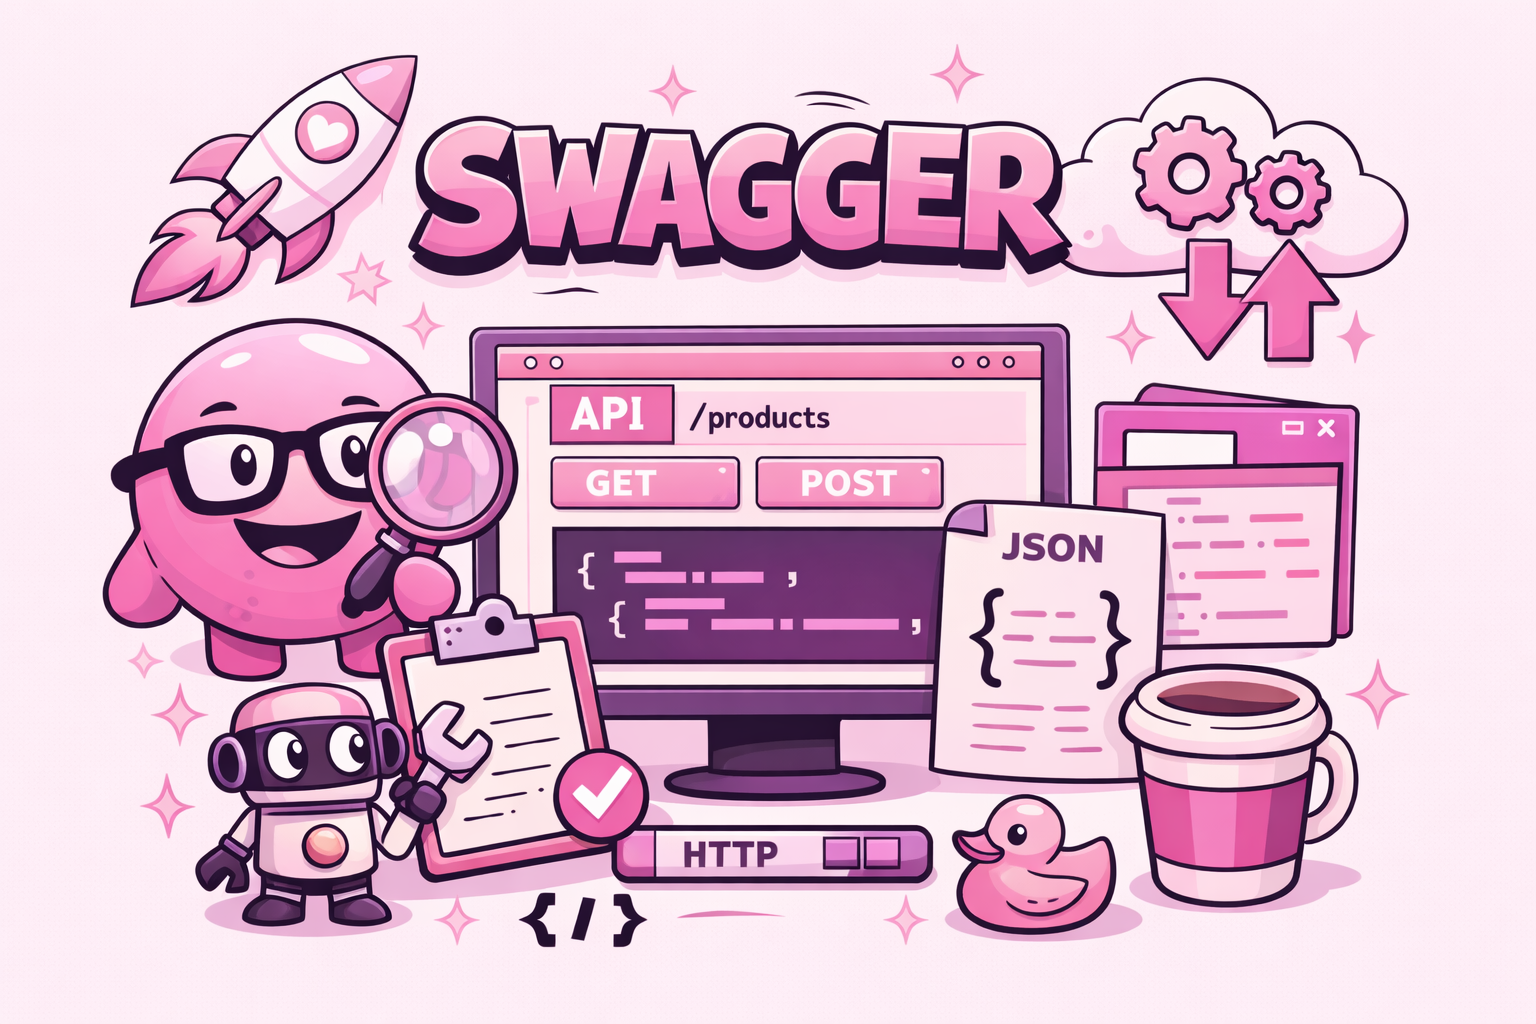 SWAGGER
API /products
GET POST
{ ,
{ ,
JSON
{ }
HTTP
{/}